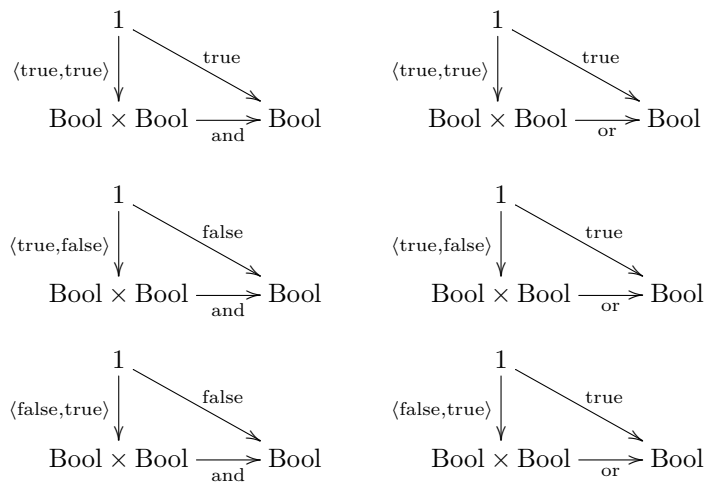 1 1
true true
⟨true,true⟩ ⟨true,true⟩
Bool × Bool Bool Bool × Bool Bool
and or
1 1
false true
⟨true,false⟩ ⟨true,false⟩
Bool × Bool Bool Bool × Bool Bool
and or
1 1
false true
⟨false,true⟩ ⟨false,true⟩
Bool × Bool Bool Bool × Bool Bool
and or